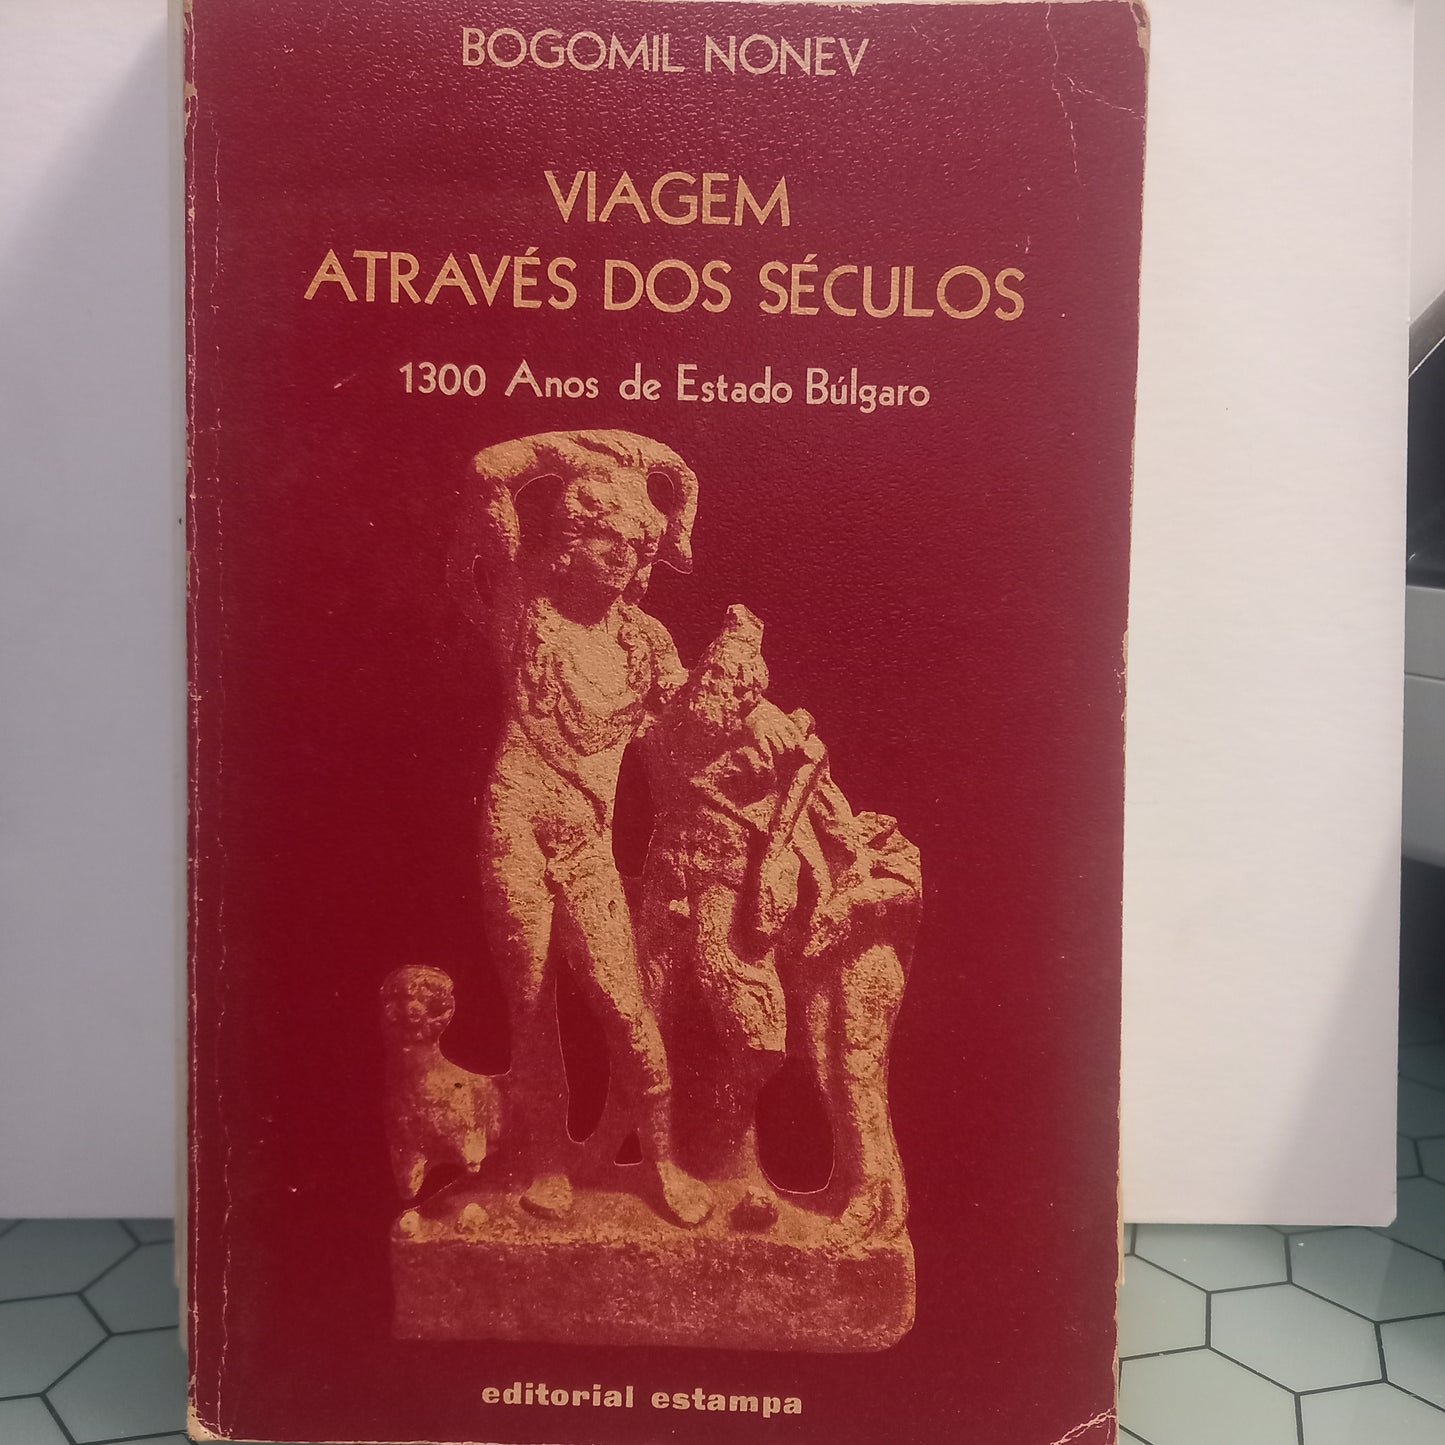 BOGOMIL NONEV
VIAGEM
ATRAVÉS DOS SÉCULOS
1300 Anos de Estado Búlgaro
editorial estampa